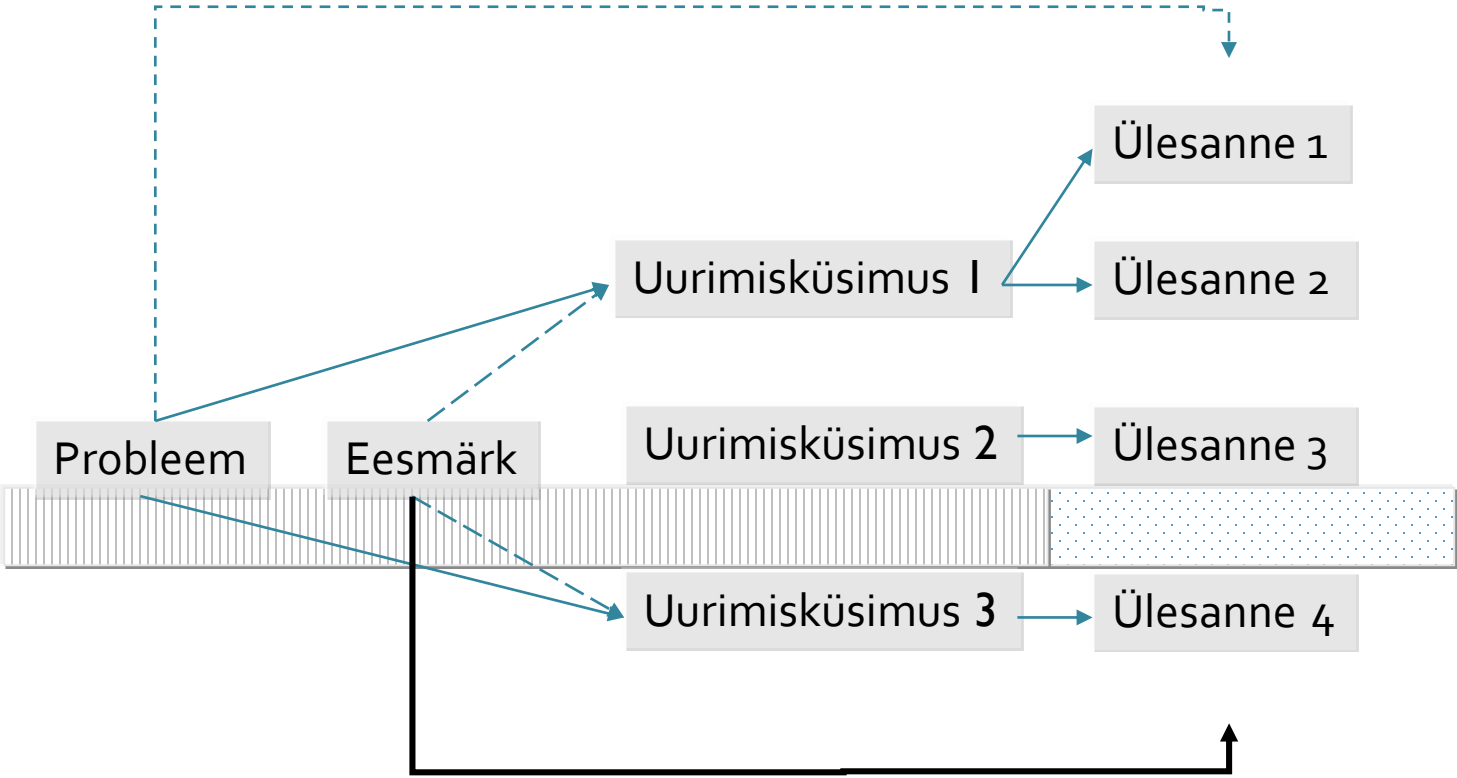 Ülesanne 1
Uurimisküsimus 1
Ülesanne 2
Probleem
Eesmärk
Uurimisküsimus 2
Ülesanne 3
Uurimisküsimus 3
Ülesanne 4